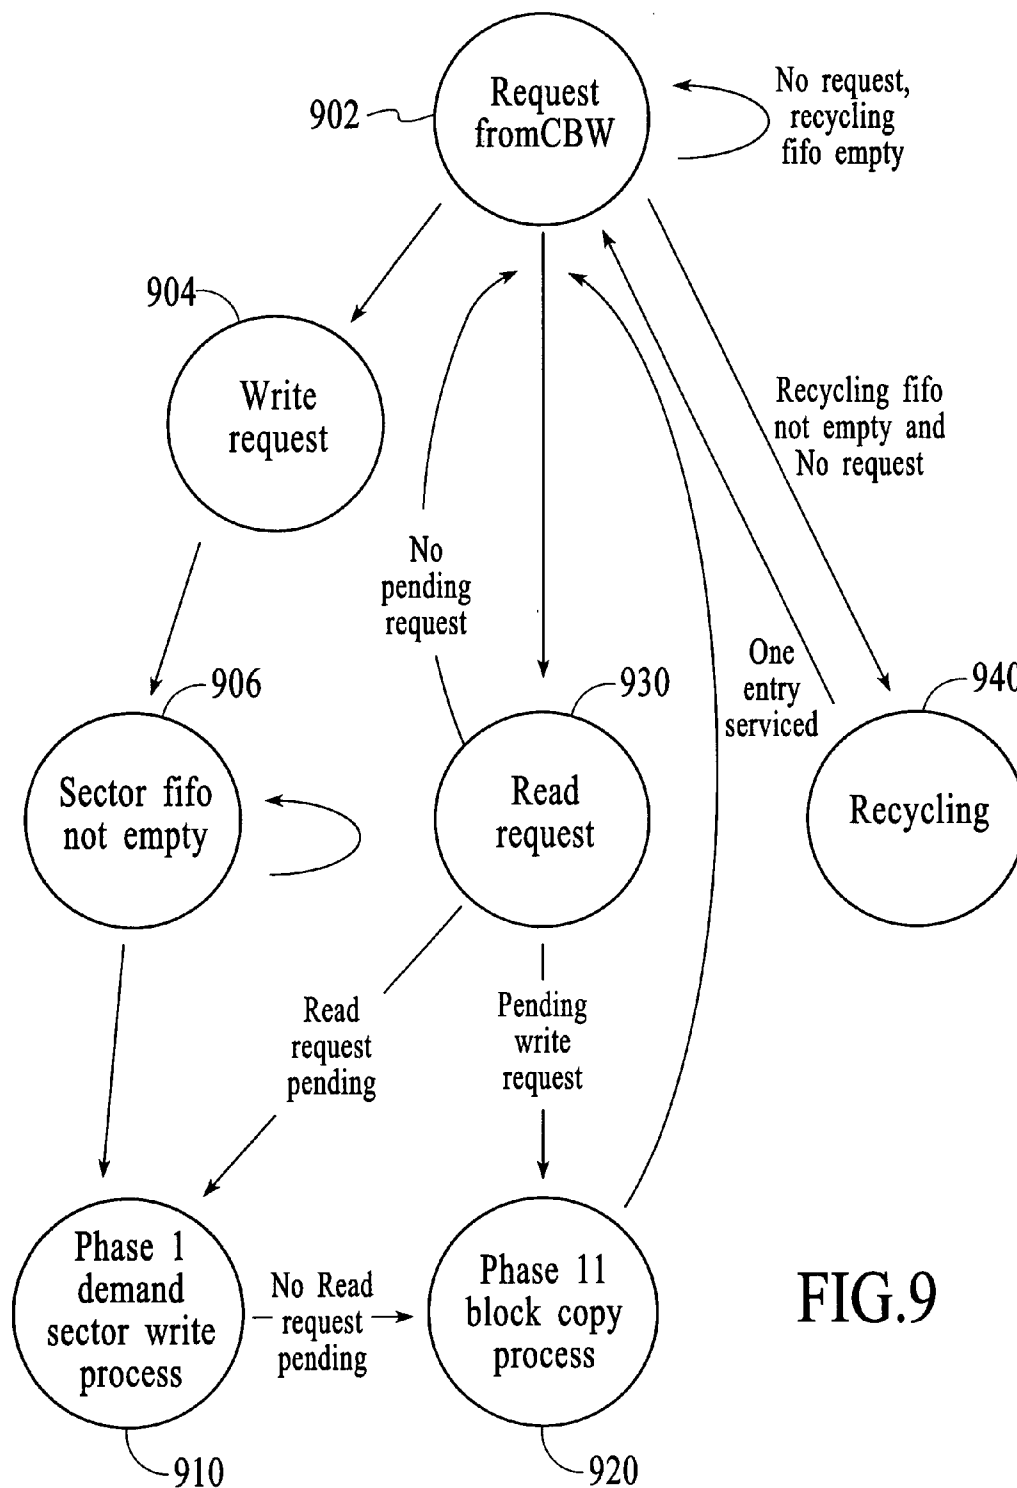 Request
fromCBW
902
No request,
recycling
fifo empty
904
Write
request
Recycling fifo
not empty and
No request
No
pending
request
906
930
One
entry
serviced
940
Sector fifo
not empty
Read
request
Recycling
Read
request
pending
Pending
write
request
Phase 1
demand
sector write
process
No Read
request
pending
Phase 11
block copy
process
FIG.9
910
920